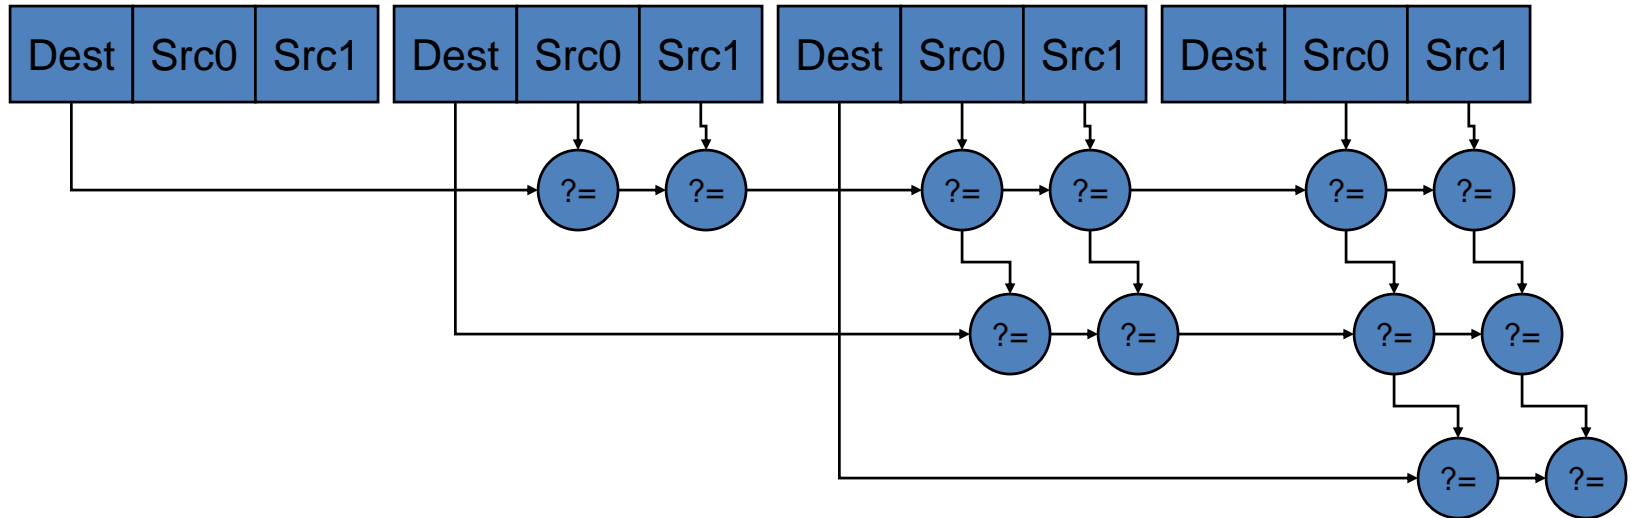 Dest Src0 Src1 Dest Src0 Src1 Dest Src0 Src1 Dest Src0 Src1
?= ?= ?= ?= ?= ?=
?= ?= ?= ?=
?= ?=